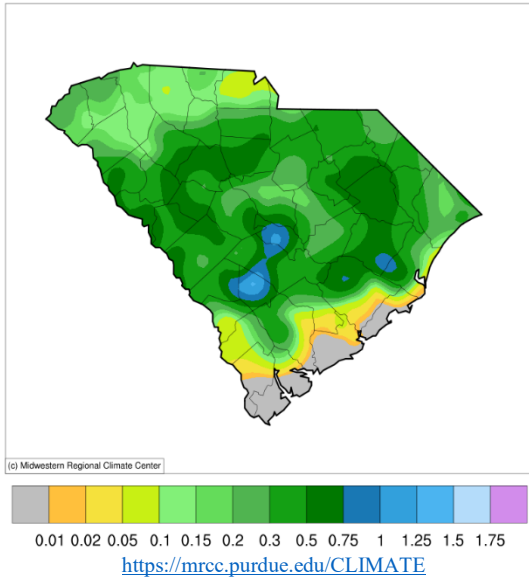 (c) Midwestern Regional Climate Center
0.01 0.02 0.05 0.1 0.15 0.2 0.3 0.5 0.75 1 1.25 1.5 1.75
https://mrcc.purdue.edu/CLIMATE